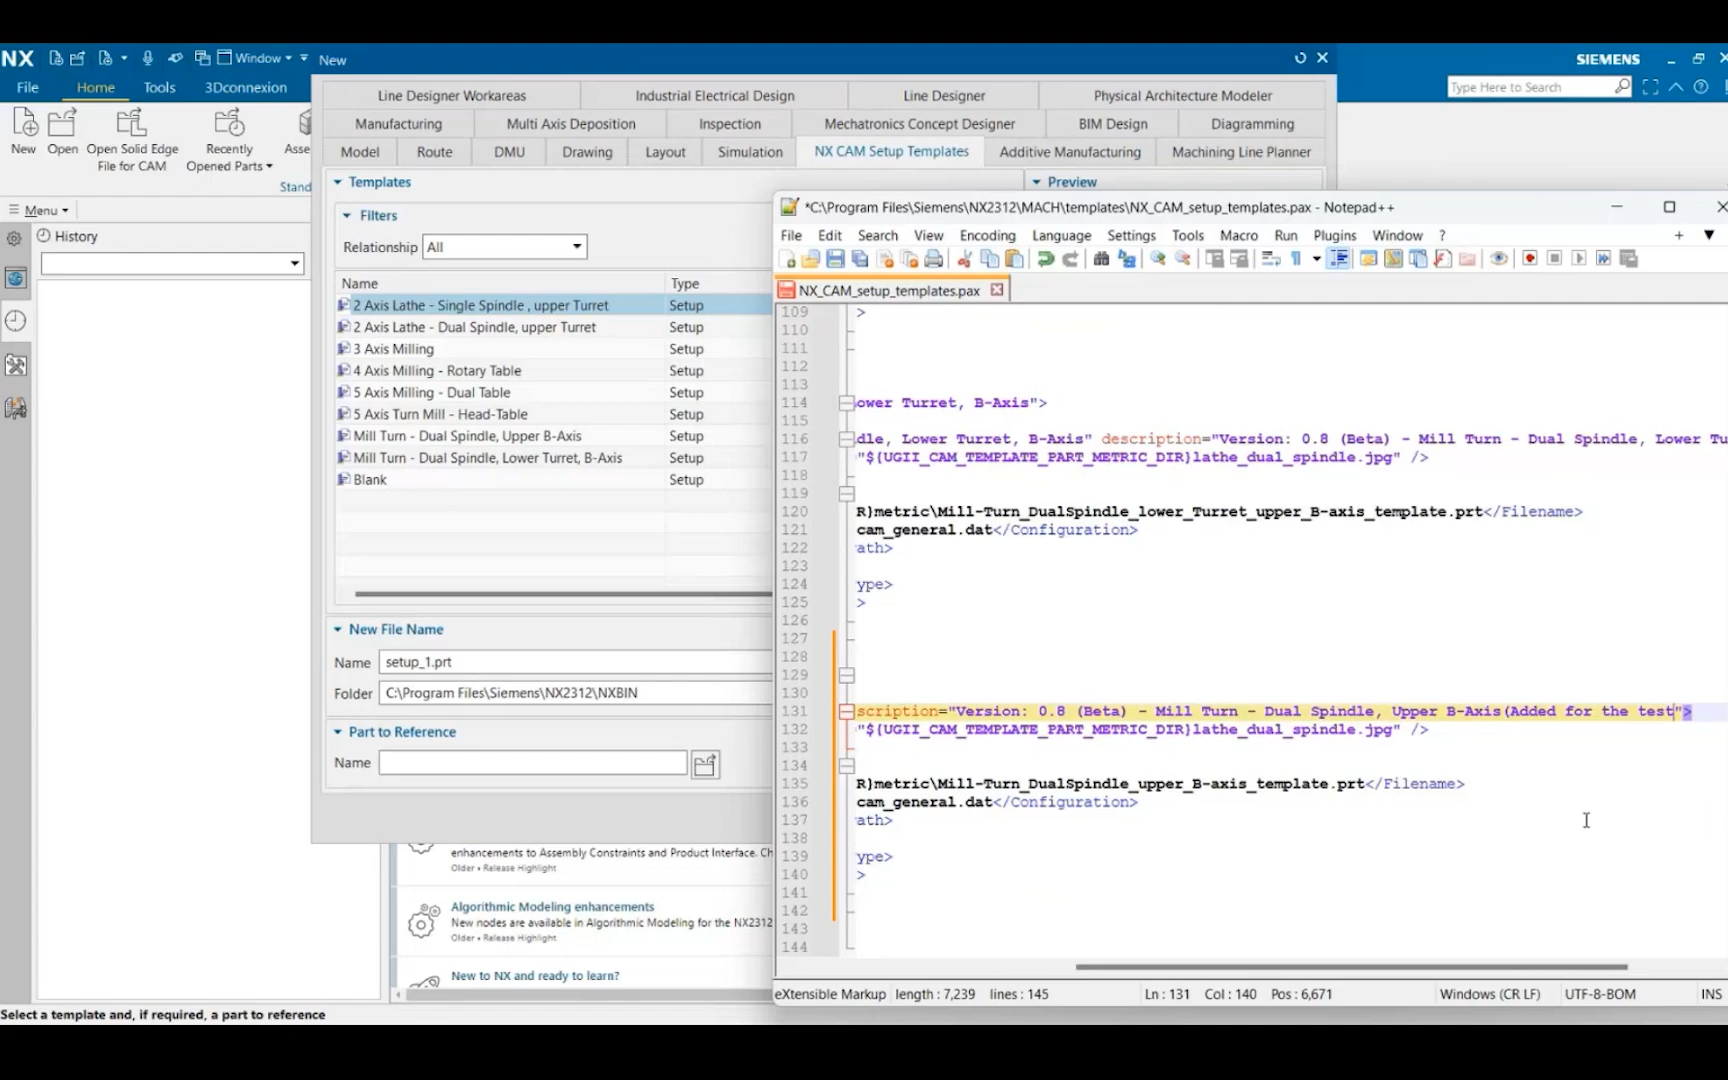 NX Window New SIEMENS
File Home Tools 3Dconnexion Type Here to Search
New Open Open Solid Edge File for CAM Recently Opened Parts Asse
Stand
Menu
History
Line Designer Workareas Industrial Electrical Design Line Designer Physical Architecture Modeler
Manufacturing Multi Axis Deposition Inspection Mechatronics Concept Designer BIM Design Diagramming
Model Route DMU Drawing Layout Simulation NX CAM Setup Templates Additive Manufacturing Machining Line Planner
Templates
Preview
Filters
Relationship All
Name Type
2 Axis Lathe - Single Spindle , upper Turret Setup
2 Axis Lathe - Dual Spindle, upper Turret Setup
3 Axis Milling Setup
4 Axis Milling - Rotary Table Setup
5 Axis Milling - Dual Table Setup
5 Axis Turn Mill - Head-Table Setup
Mill Turn - Dual Spindle, Upper B-Axis Setup
Mill Turn - Dual Spindle, Lower Turret, B-Axis Setup
Blank Setup
New File Name
Name setup_1.prt
Folder C:\Program Files\Siemens\NX2312\NXBIN
Part to Reference
Name
enhancements to Assembly Constraints and Product Interface. Ch
Older • Release Highlight
Algorithmic Modeling enhancements
New nodes are available in Algorithmic Modeling for the NX2312
Older • Release Highlight
New to NX and ready to learn?
Select a template and, if required, a part to reference
*C:\Program Files\Siemens\NX2312\MACH\templates\NX_CAM_setup_templates.pax - Notepad++
File Edit Search View Encoding Language Settings Tools Macro Run Plugins Window ? +
NX_CAM_setup_templates.pax
109 >
110
111
112
113
114 ower Turret, B-Axis">
115
116 dle, Lower Turret, B-Axis" description="Version: 0.8 (Beta) - Mill Turn - Dual Spindle, Lower Tu
117 "${UGII_CAM_TEMPLATE_PART_METRIC_DIR}lathe_dual_spindle.jpg" />
118
119
120 R}metric\Mill-Turn_DualSpindle_lower_Turret_upper_B-axis_template.prt</Filename>
121 cam_general.dat</Configuration>
122 ath>
123
124 ype>
125 >
126
127
128
129
130
131 scription="Version: 0.8 (Beta) - Mill Turn - Dual Spindle, Upper B-Axis(Added for the test">
132 "${UGII_CAM_TEMPLATE_PART_METRIC_DIR}lathe_dual_spindle.jpg" />
133
134
135 R}metric\Mill-Turn_DualSpindle_upper_B-axis_template.prt</Filename>
136 cam_general.dat</Configuration>
137 ath>
138
139 ype>
140 >
141
142
143
144
eXtensible Markup length : 7,239 lines : 145 Ln : 131 Col : 140 Pos : 6,671 Windows (CR LF) UTF-8-BOM INS